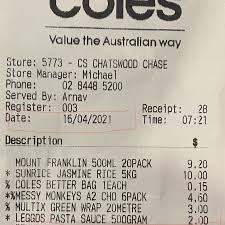 coles
Value the Australian way
Store: 5773 - CS CHATSWOOD CHASE
Store Manager: Michael
Phone: 02 8448 5200
Served By: Arnav
Register: 003 Receipt: 28
Date: 16/04/2021 Time: 07:21
Description $
MOUNT FRANKLIN 500ML 20PACK 9.20
* SUNRICE JASMINE RICE 5KG 10.00
% COLES BETTER BAG 1EACH 0.15
*%MESSY MONKEYS A2 CHO 6PACK 4.60
% MULTIX GREEN WRAP 20METRE 3.00
* LEGGOS PASTA SAUCE 500GRAM 2.00